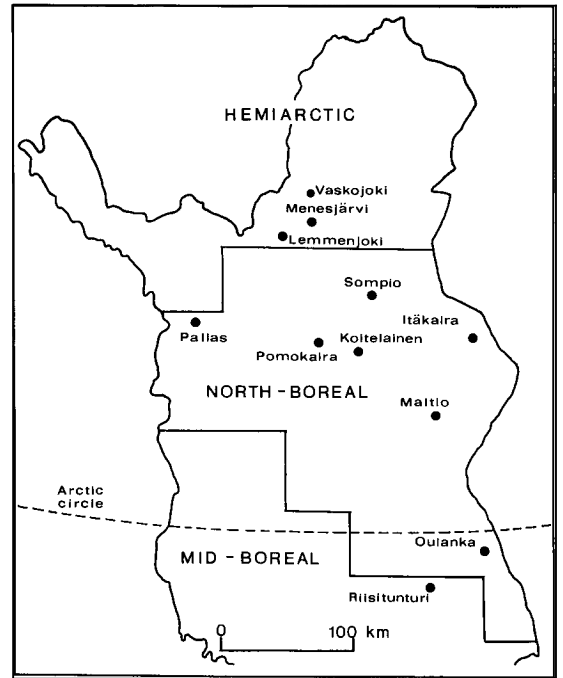 HEMIARCTIC
Vaskojoki
Menesjärvi
Lemmenjoki
Sompio
Itäkaira
Pallas
Koitelainen
Pomokaira
NORTH-BOREAL
Maltio
Arctic
circle
Oulanka
MID-BOREAL
Riisitunturi
0 100 km